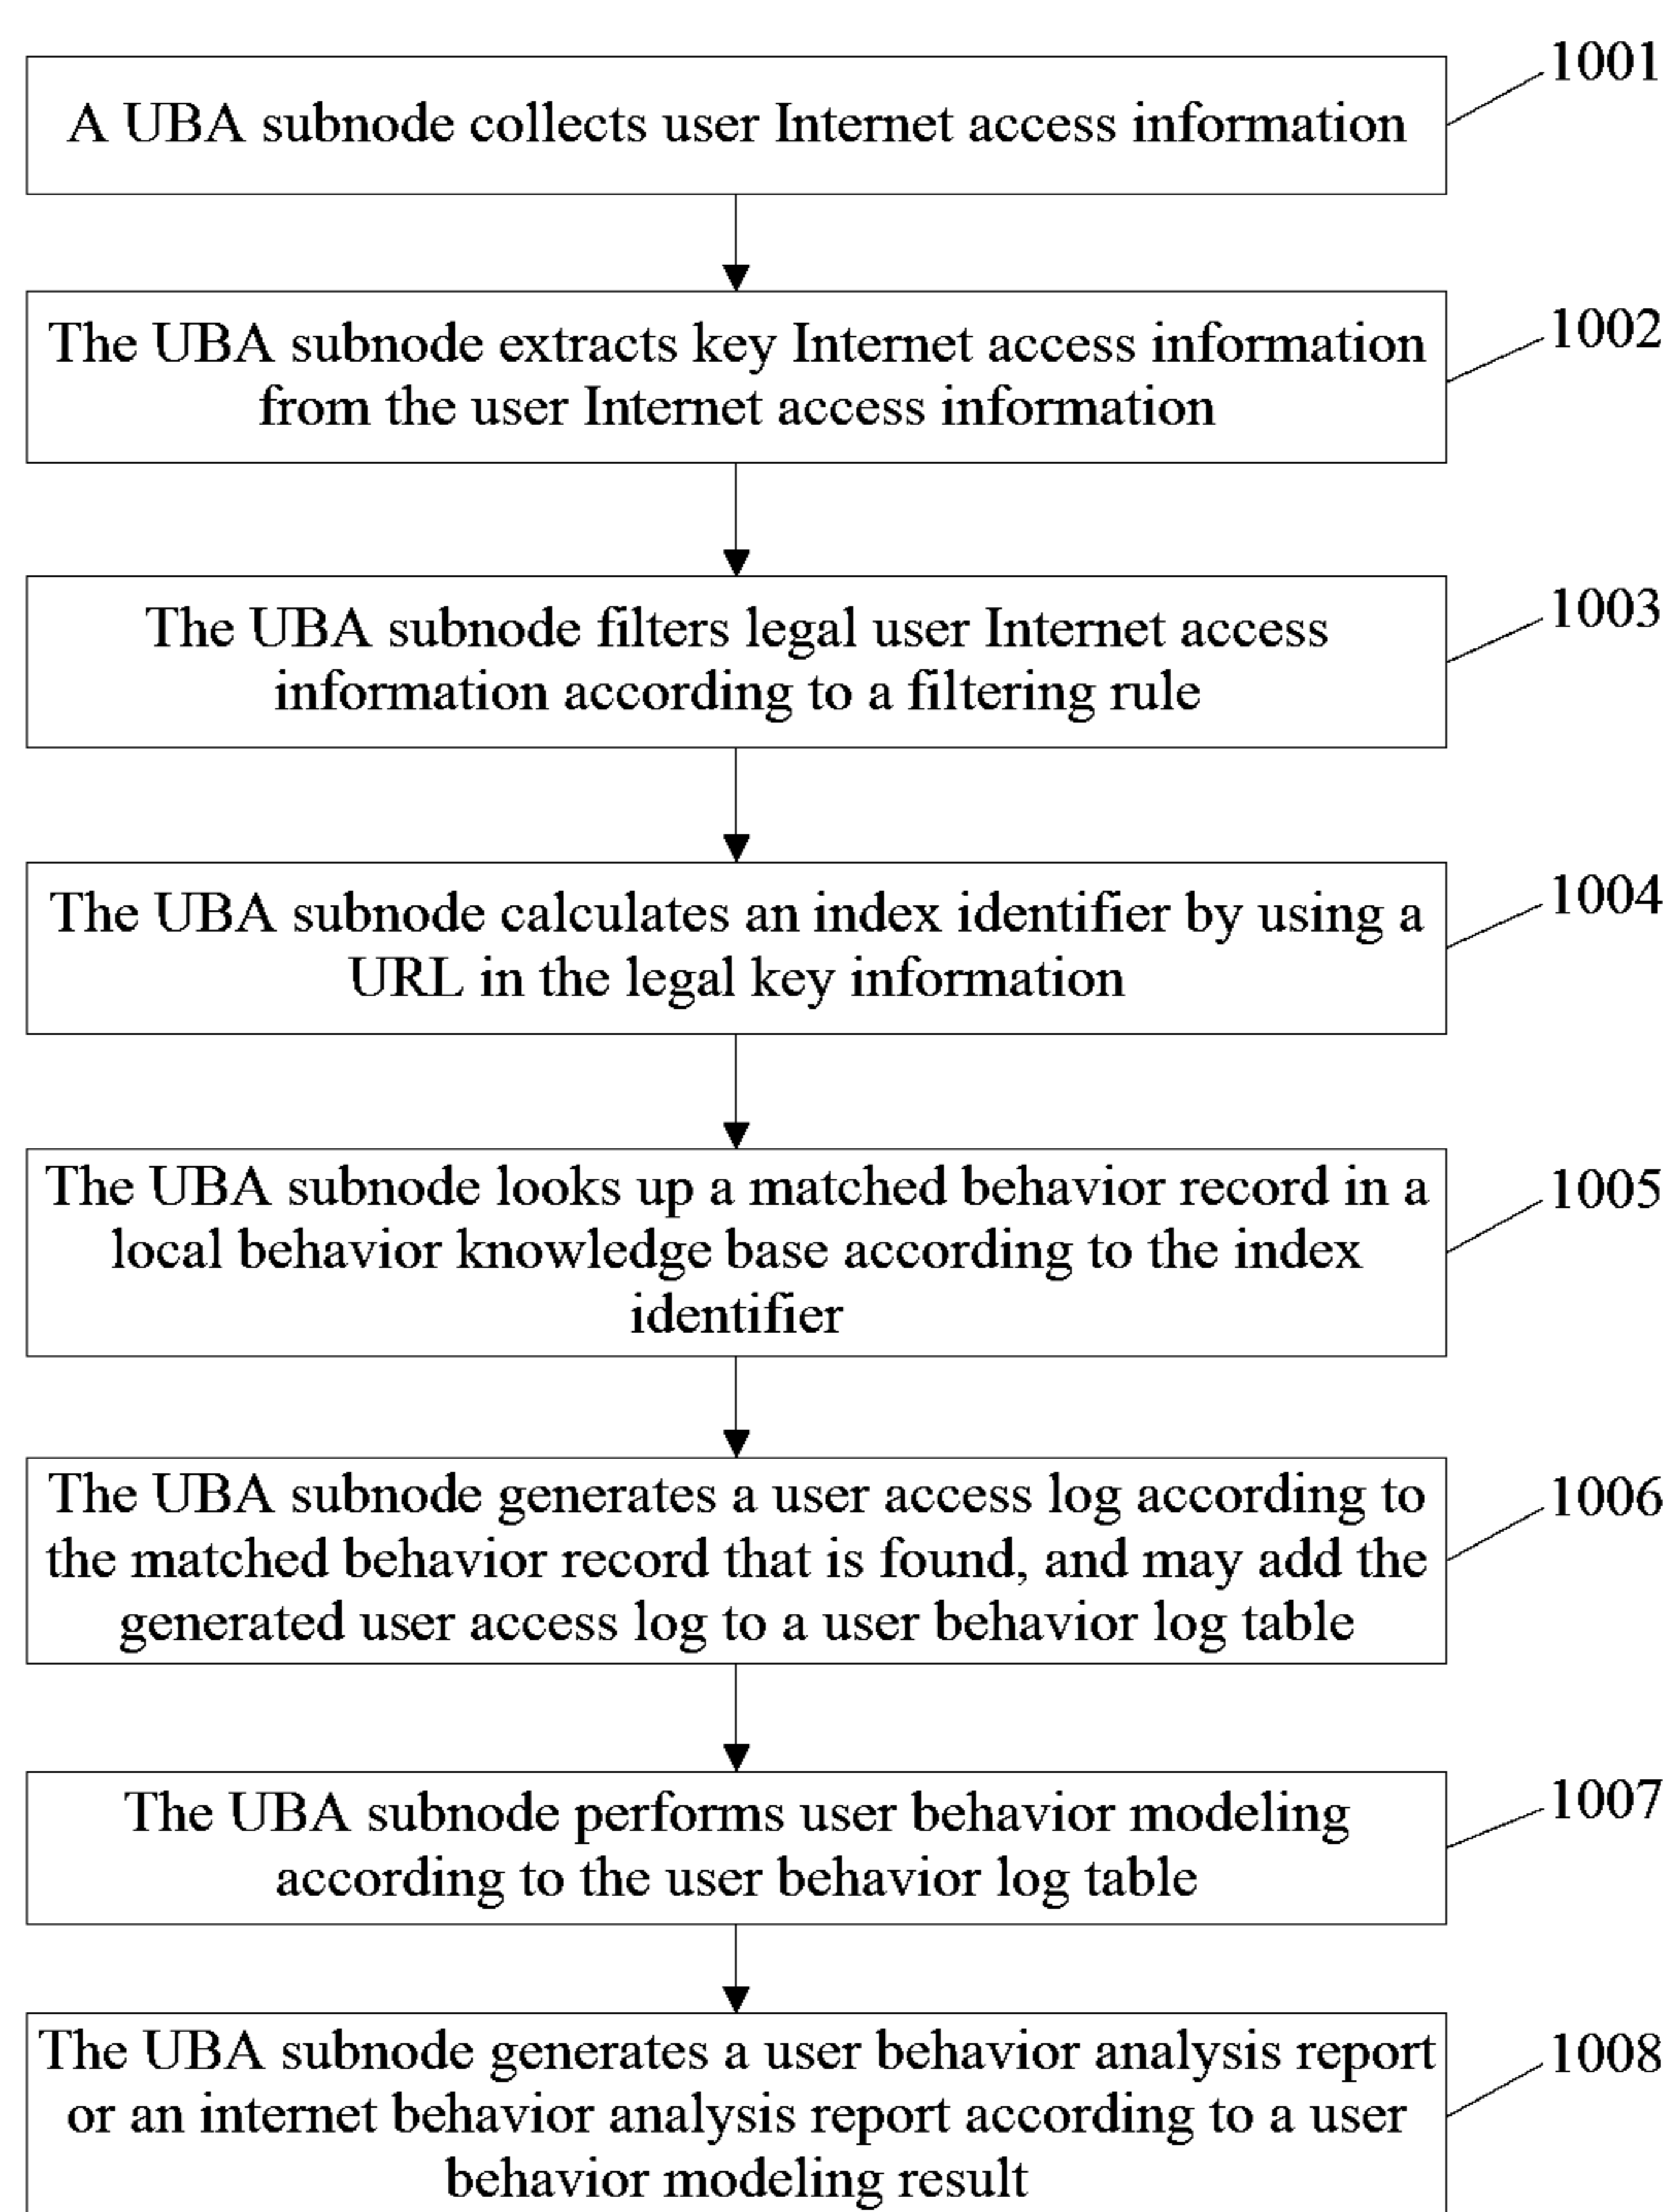 1001
A UBA subnode collects user Internet access information
1002
The UBA subnode extracts key Internet access information
from the user Internet access information
1003
The UBA subnode filters legal user Internet access
information according to a filtering rule
1004
The UBA subnode calculates an index identifier by using a
URL in the legal key information
1005
The UBA subnode looks up a matched behavior record in a
local behavior knowledge base according to the index
identifier
1006
The UBA subnode generates a user access log according to
the matched behavior record that is found, and may add the
generated user access log to a user behavior log table
1007
The UBA subnode performs user behavior modeling
according to the user behavior log table
1008
The UBA subnode generates a user behavior analysis report
or an internet behavior analysis report according to a user
behavior modeling result